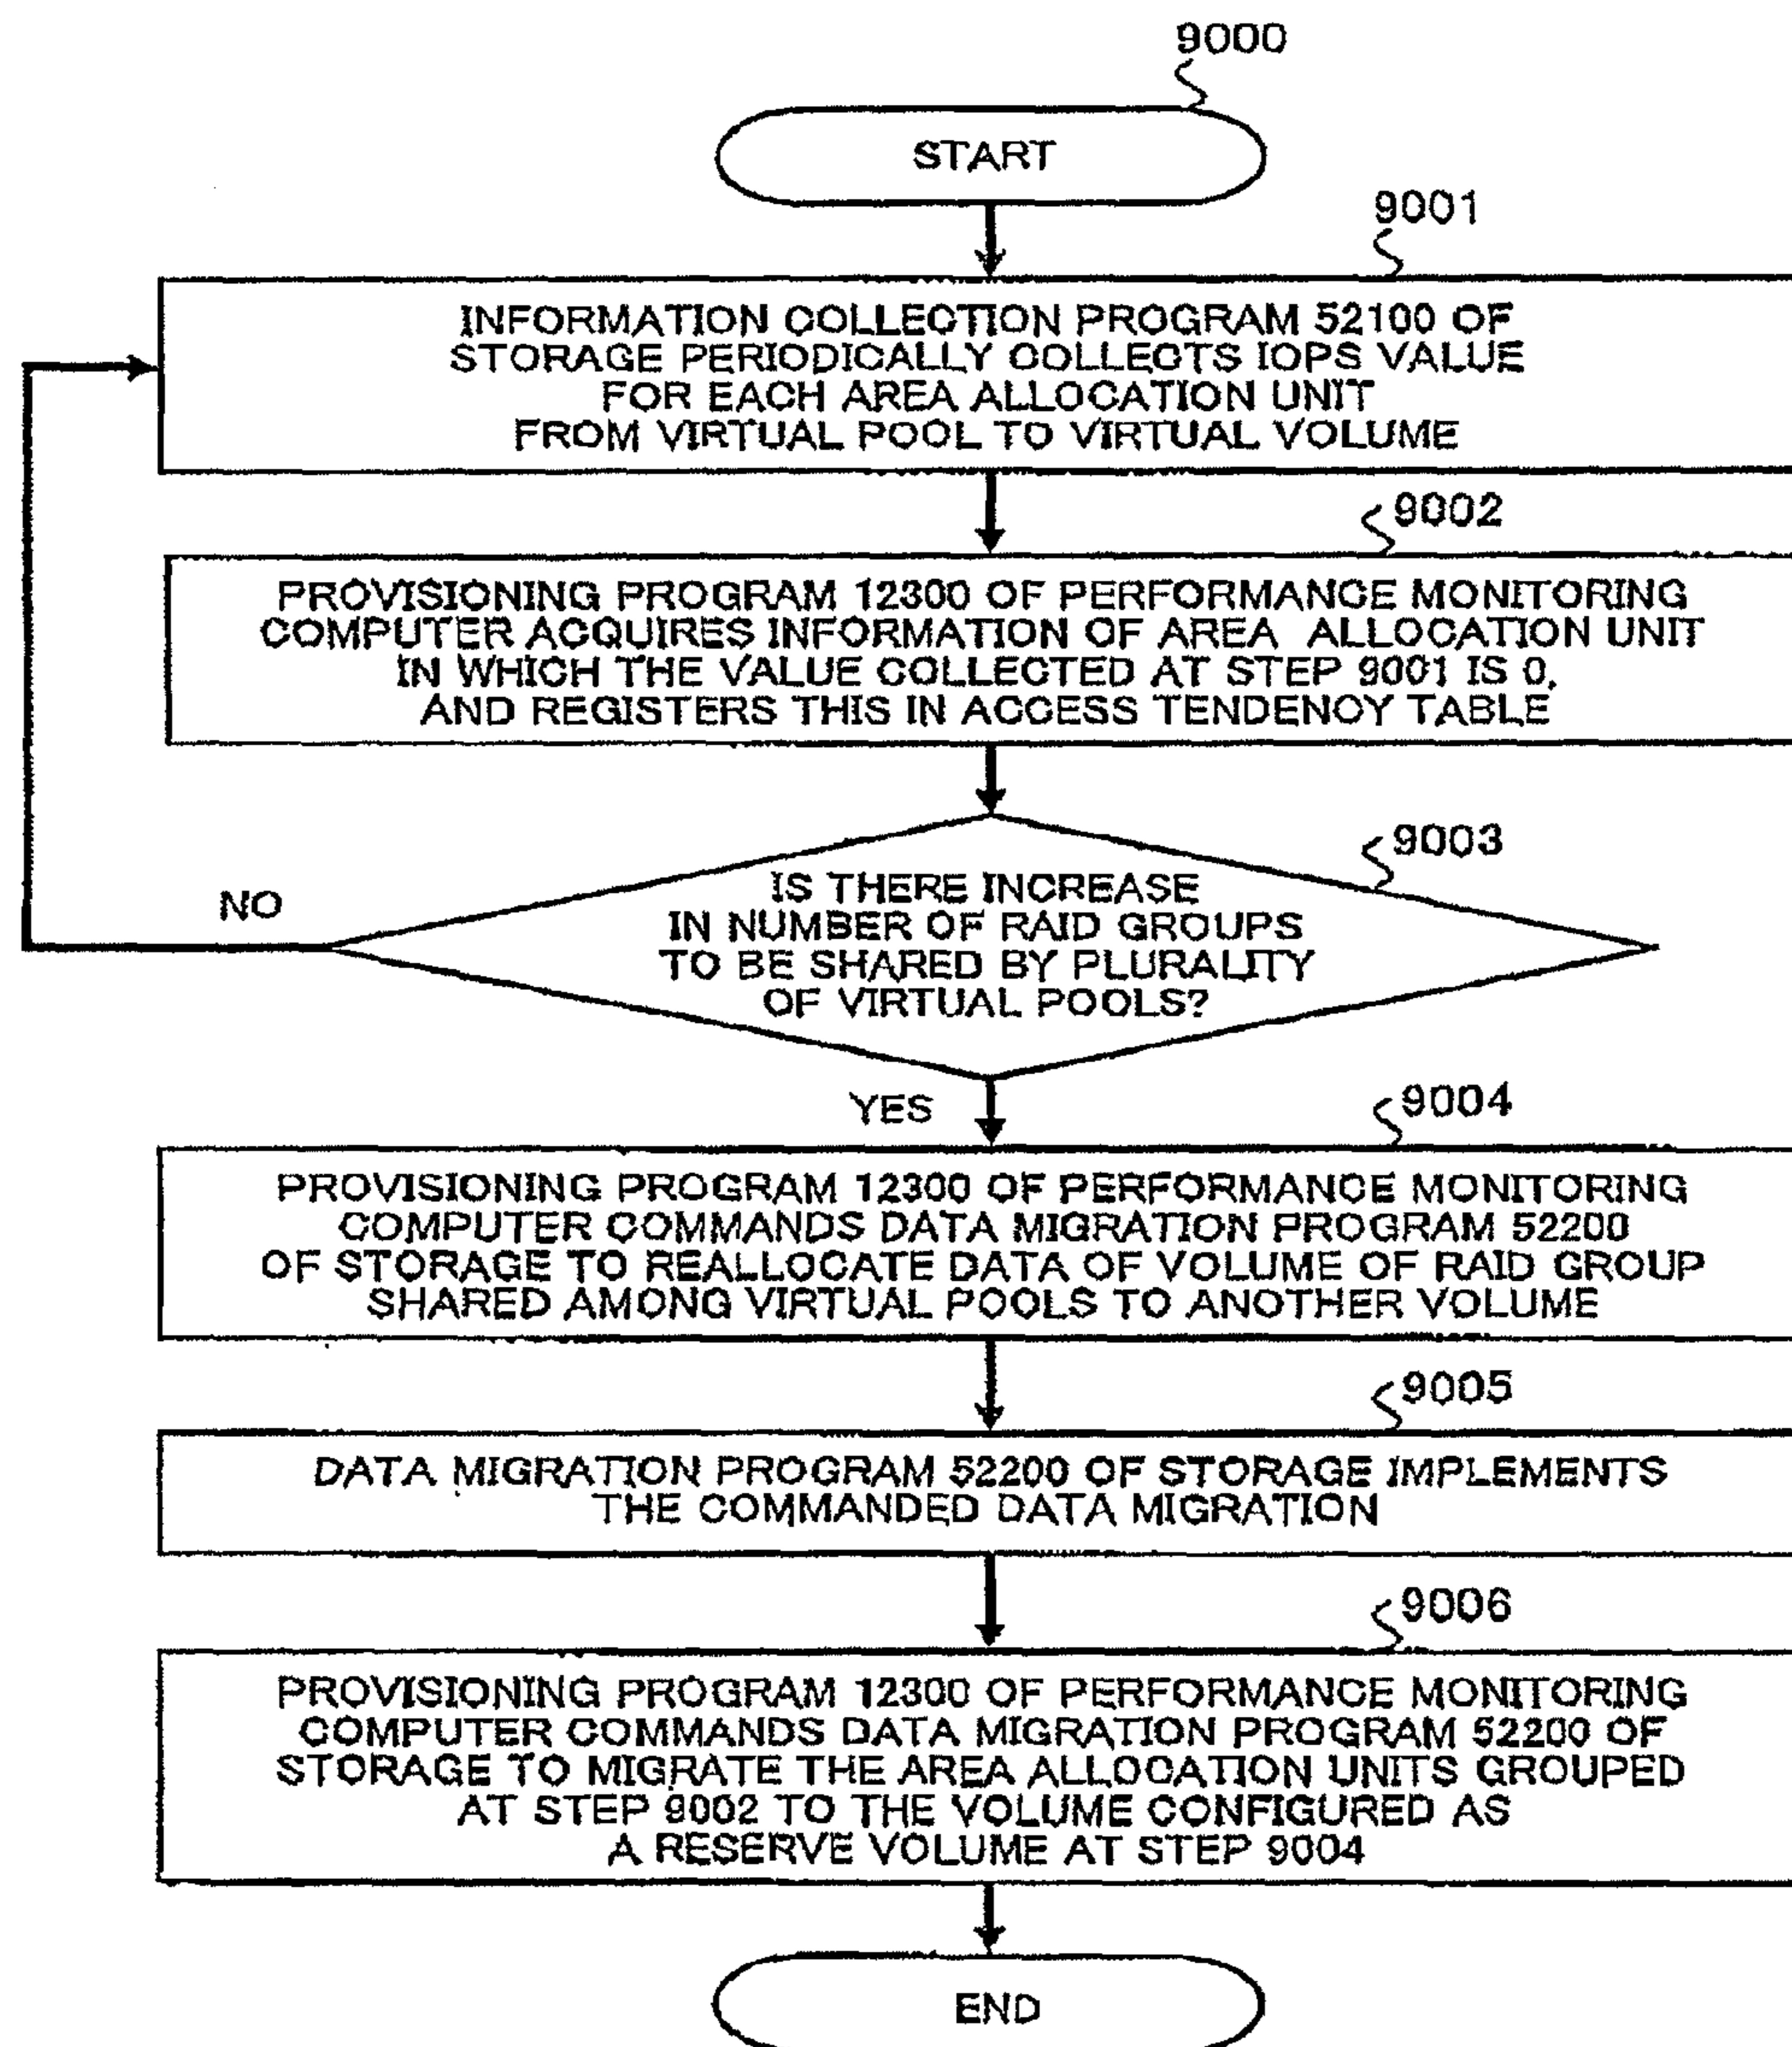 9000
START
9001
INFORMATION COLLECTION PROGRAM 52100 OF
STORAGE PERIODICALLY COLLECTS IOPS VALUE
FOR EACH AREA ALLOCATION UNIT
FROM VIRTUAL POOL TO VIRTUAL VOLUME
9002
PROVISIONING PROGRAM 12300 OF PERFORMANCE MONITORING
COMPUTER ACQUIRES INFORMATION OF AREA ALLOCATION UNIT
IN WHICH THE VALUE COLLECTED AT STEP 9001 IS 0,
AND REGISTERS THIS IN ACCESS TENDENCY TABLE
9003
IS THERE INCREASE
IN NUMBER OF RAID GROUPS
TO BE SHARED BY PLURALITY
OF VIRTUAL POOLS?
NO
YES
9004
PROVISIONING PROGRAM 12300 OF PERFORMANCE MONITORING
COMPUTER COMMANDS DATA MIGRATION PROGRAM 52200
OF STORAGE TO REALLOCATE DATA OF VOLUME OF RAID GROUP
SHARED AMONG VIRTUAL POOLS TO ANOTHER VOLUME
9005
DATA MIGRATION PROGRAM 52200 OF STORAGE IMPLEMENTS
THE COMMANDED DATA MIGRATION
9006
PROVISIONING PROGRAM 12300 OF PERFORMANCE MONITORING
COMPUTER COMMANDS DATA MIGRATION PROGRAM 52200 OF
STORAGE TO MIGRATE THE AREA ALLOCATION UNITS GROUPED
AT STEP 9002 TO THE VOLUME CONFIGURED AS
A RESERVE VOLUME AT STEP 9004
END